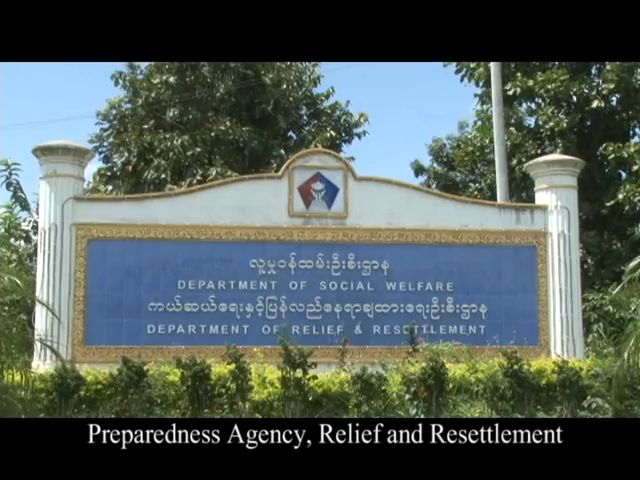 လူမှုဝန်ထမ်းဦးစီးဌာန
DEPARTMENT OF SOCIAL WELFARE
ကယ်ဆယ်ရေးနှင့်ပြန်လည်နေရာချထားရေးဦးစီးဌာန
DEPARTMENT OF RELIEF & RESETTLEMENT
Preparedness Agency, Relief and Resettlement